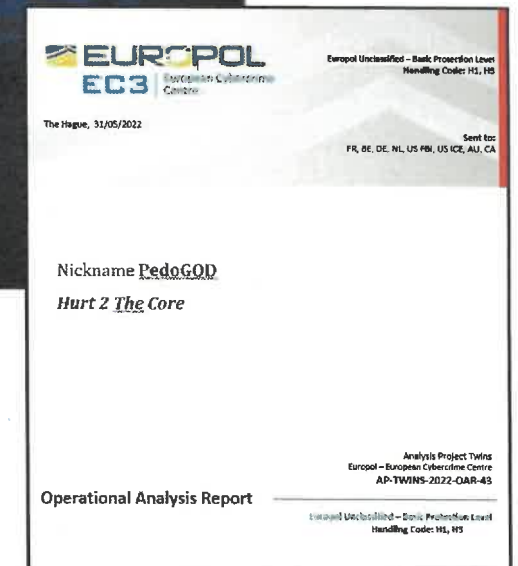 EUROPOL
EC3 European Cybercrime
Centre
Europol Unclassified – Basic Protection Level
Handling Code: H1, H3
The Hague, 31/05/2022
Sent to:
FR, BE, DE, NL, US FBI, US ICE, AU, CA
Nickname PedoGOD
Hurt 2 The Core
Analysis Project Twins
Europol – European Cybercrime Centre
AP-TWINS-2022-OAR-43
Operational Analysis Report
Europol Unclassified – Basic Protection Level
Handling Code: H1, H3